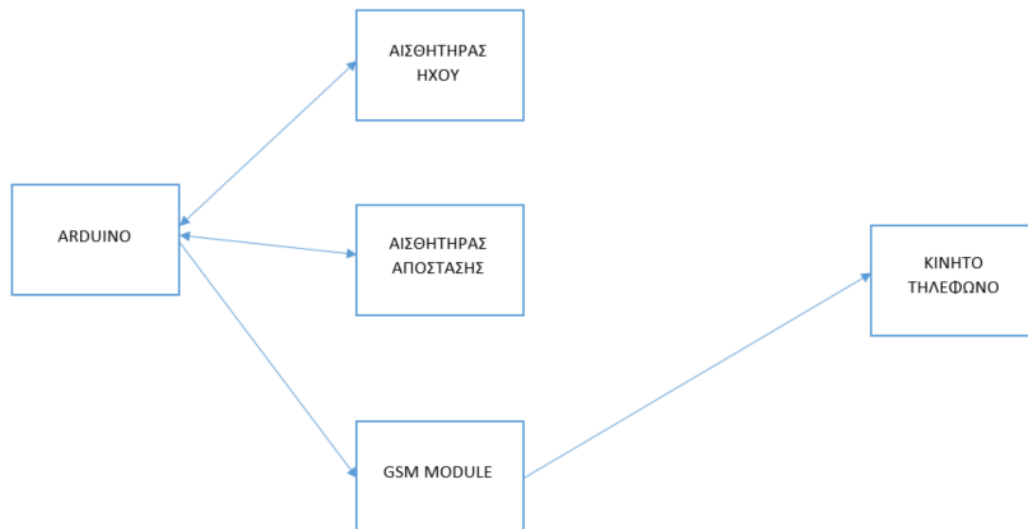 ΑΙΣΘΗΤΗΡΑΣ
ΗΧΟΥ
ARDUINO
ΑΙΣΘΗΤΗΡΑΣ
ΑΠΟΣΤΑΣΗΣ
ΚΙΝΗΤΟ
ΤΗΛΕΦΩΝΟ
GSM MODULE